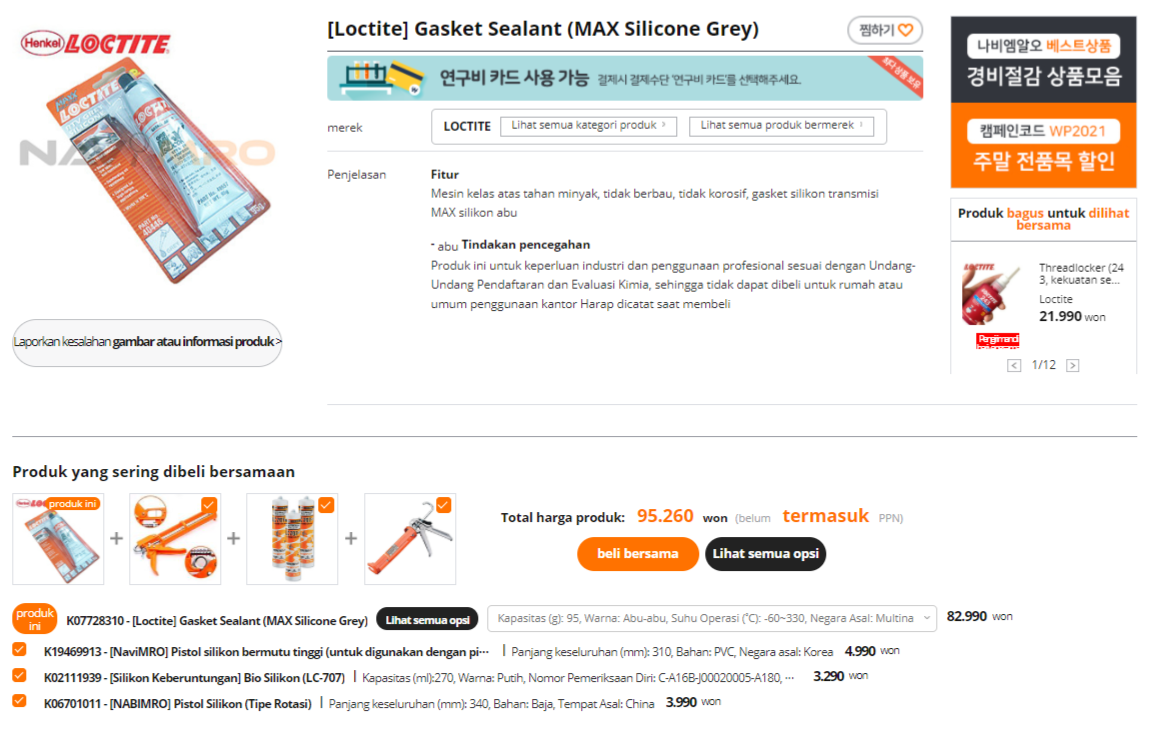 Henkel LOCTITE
[Loctite] Gasket Sealant (MAX Silicone Grey)
찜하기
연구비 카드 사용 가능 결제시 결제수단 '연구비 카드'를 선택해주세요.
merek
LOCTITE
Lihat semua kategori produk >
Lihat semua produk bermerek >
Penjelasan
Fitur
Mesin kelas atas tahan minyak, tidak berbau, tidak korosif, gasket silikon transmisi
MAX silikon abu
- abu Tindakan pencegahan
Produk ini untuk keperluan industri dan penggunaan profesional sesuai dengan Undang-
Undang Pendaftaran dan Evaluasi Kimia, sehingga tidak dapat dibeli untuk rumah atau
umum penggunaan kantor Harap dicatat saat membeli
Laporkan kesalahan gambar atau informasi produk >
나비엠알오 베스트상품
경비절감 상품모음
캠페인코드 WP2021
주말 전품목 할인
Produk bagus untuk dilihat
bersama
Threadlocker (24
3, kekuatan se...
Loctite
21.990 won
< 1/12 >
Produk yang sering dibeli bersamaan
produk ini
+ + +
Total harga produk: 95.260 won (belum termasuk PPN)
beli bersama
Lihat semua opsi
produk
ini
K07728310 - [Loctite] Gasket Sealant (MAX Silicone Grey)
Lihat semua opsi
Kapasitas (g): 95, Warna: Abu-abu, Suhu Operasi (℃): -60~330, Negara Asal: Multina
82.990 won
K19469913 - [NaviMRO] Pistol silikon bermutu tinggi (untuk digunakan dengan pi··· | Panjang keseluruhan (mm): 310, Bahan: PVC, Negara asal: Korea 4.990 won
K02111939 - [Silikon Keberuntungan] Bio Silikon (LC-707) | Kapasitas (ml):270, Warna: Putih, Nomor Pemeriksaan Diri: C-A16B-J00020005-A180, ··· 3.290 won
K06701011 - [NABIMRO] Pistol Silikon (Tipe Rotasi) | Panjang keseluruhan (mm): 340, Bahan: Baja, Tempat Asal: China 3.990 won